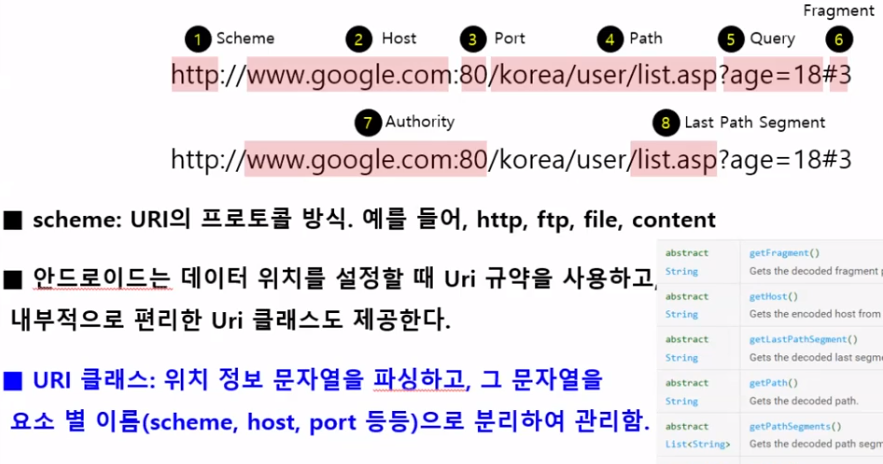 Fragment
1 Scheme 2 Host 3 Port 4 Path 5 Query 6
http://www.google.com:80/korea/user/list.asp?age=18#3
7 Authority 8 Last Path Segment
http://www.google.com:80/korea/user/list.asp?age=18#3
■ scheme: URI의 프로토콜 방식. 예를 들어, http, ftp, file, content
■ 안드로이드는 데이터 위치를 설정할 때 Uri 규약을 사용하고,
내부적으로 편리한 Uri 클래스도 제공한다.
■ URI 클래스: 위치 정보 문자열을 파싱하고, 그 문자열을
요소 별 이름(scheme, host, port 등등)으로 분리하여 관리함.
abstract getFragment()
String Gets the decoded fragment
abstract getHost()
String Gets the encoded host from
abstract getLastPathSegment()
String Gets the decoded last segme
abstract getPath()
String Gets the decoded path.
abstract getPathSegments()
List<String> Gets the decoded path segm